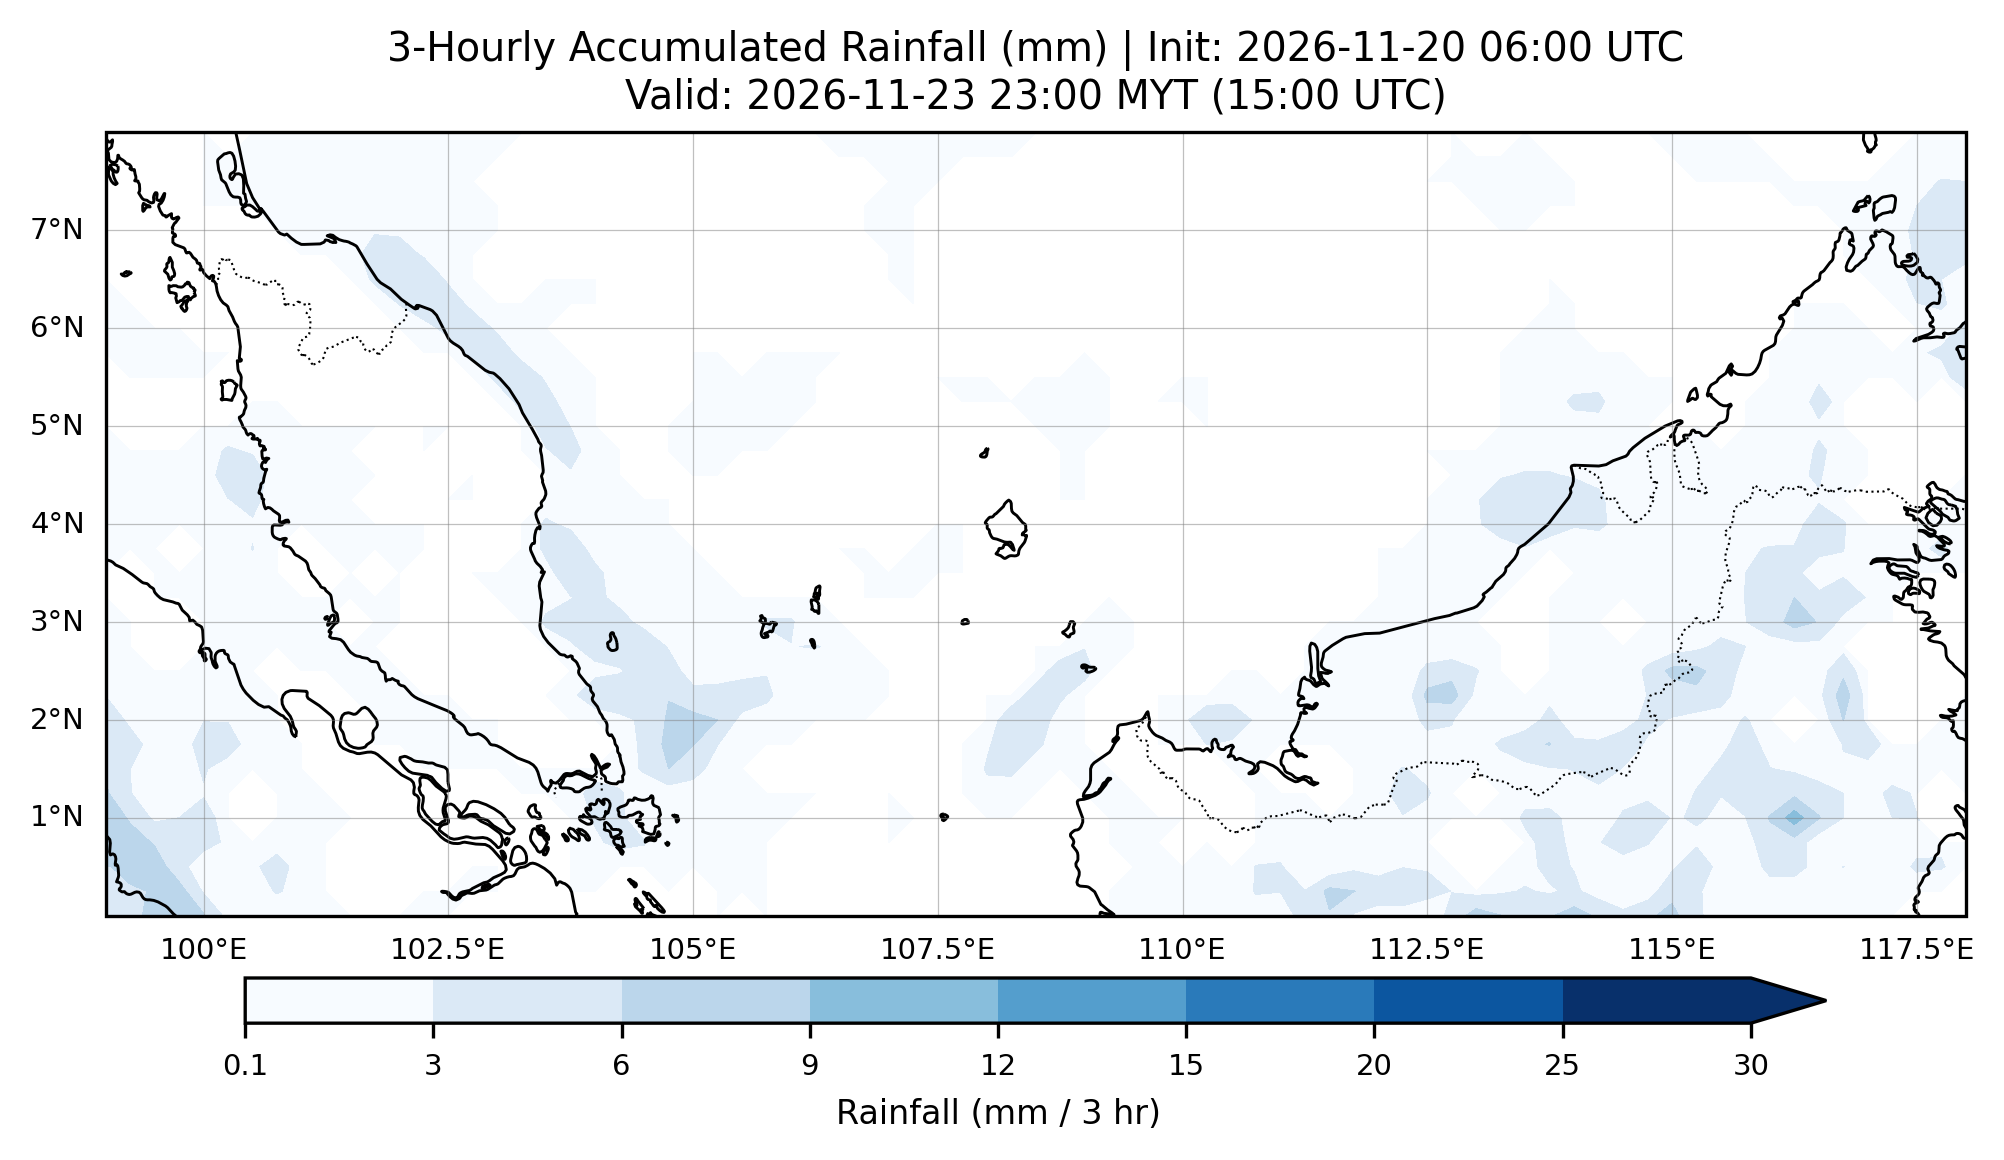 3-Hourly Accumulated Rainfall (mm) | Init: 2026-11-20 06:00 UTC
Valid: 2026-11-23 23:00 MYT (15:00 UTC)
7°N
6°N
5°N
4°N
3°N
2°N
1°N
100°E 102.5°E 105°E 107.5°E 110°E 112.5°E 115°E 117.5°E
0.1 3 6 9 12 15 20 25 30
Rainfall (mm / 3 hr)